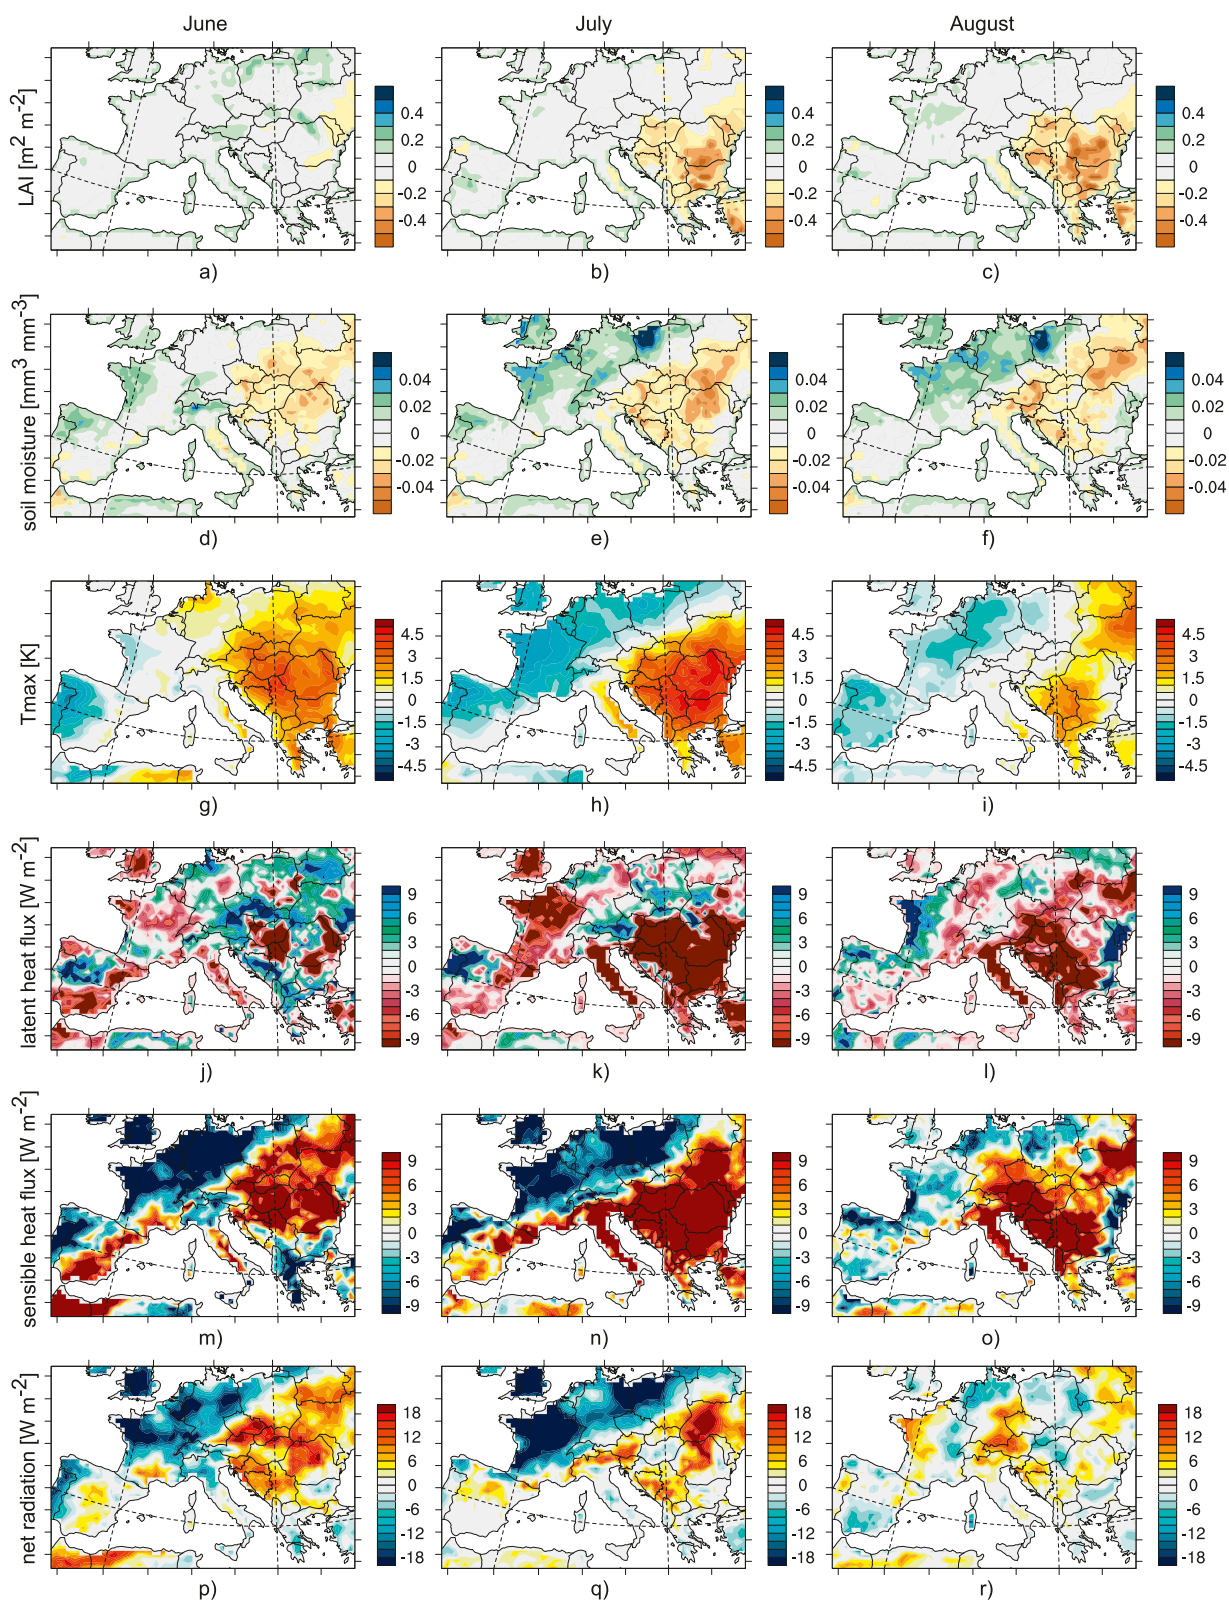 June July August
LAI [m2 m-2]
0.4 0.4 0.4
0.2 0.2 0.2
0 0 0
-0.2 -0.2 -0.2
-0.4 -0.4 -0.4
a) b) c)
soil moisture [mm3 mm-3]
0.04 0.04 0.04
0.02 0.02 0.02
0 0 0
-0.02 -0.02 -0.02
-0.04 -0.04 -0.04
d) e) f)
Tmax [K]
4.5 4.5 4.5
3 3 3
1.5 1.5 1.5
0 0 0
-1.5 -1.5 -1.5
-3 -3 -3
-4.5 -4.5 -4.5
g) h) i)
latent heat flux [W m-2]
9 9 9
6 6 6
3 3 3
0 0 0
-3 -3 -3
-6 -6 -6
-9 -9 -9
j) k) l)
sensible heat flux [W m-2]
9 9 9
6 6 6
3 3 3
0 0 0
-3 -3 -3
-6 -6 -6
-9 -9 -9
m) n) o)
net radiation [W m-2]
18 18 18
12 12 12
6 6 6
0 0 0
-6 -6 -6
-12 -12 -12
-18 -18 -18
p) q) r)